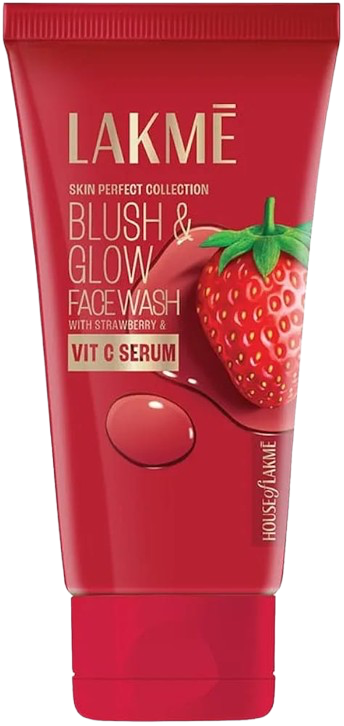 LAKMĒ
SKIN PERFECT COLLECTION
BLUSH &
GLOW
FACE WASH
WITH STRAWBERRY &
VIT C SERUM
HOUSE of LAKMĒ